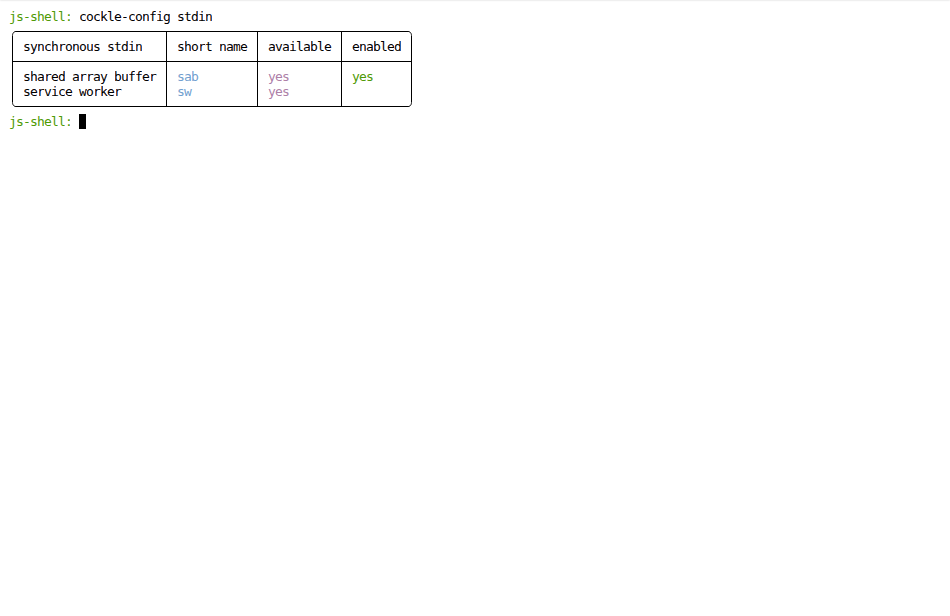 js-shell: cockle-config stdin
synchronous stdin short name available enabled
shared array buffer sab yes yes
service worker sw yes
js-shell: